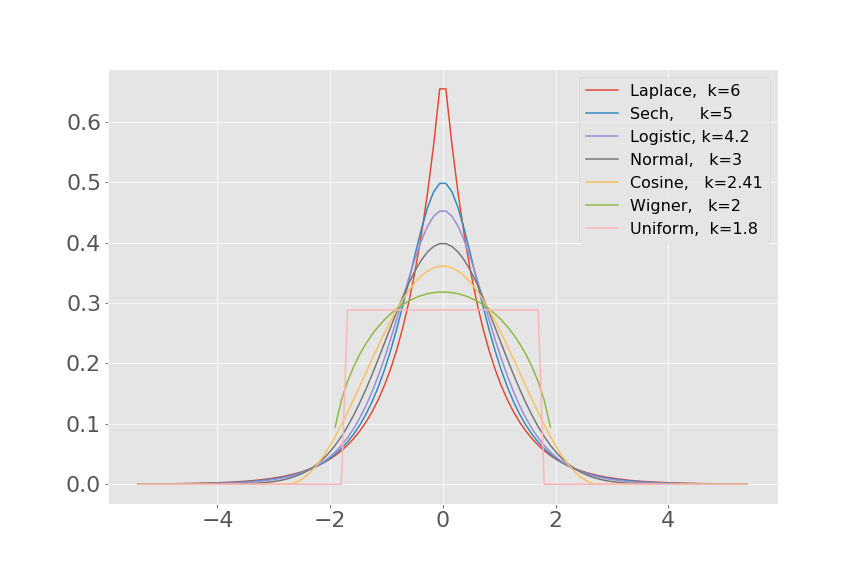 Laplace, k=6
Sech, k=5
Logistic, k=4.2
Normal, k=3
Cosine, k=2.41
Wigner, k=2
Uniform, k=1.8
0.6
0.5
0.4
0.3
0.2
0.1
0.0
−4 −2 0 2 4